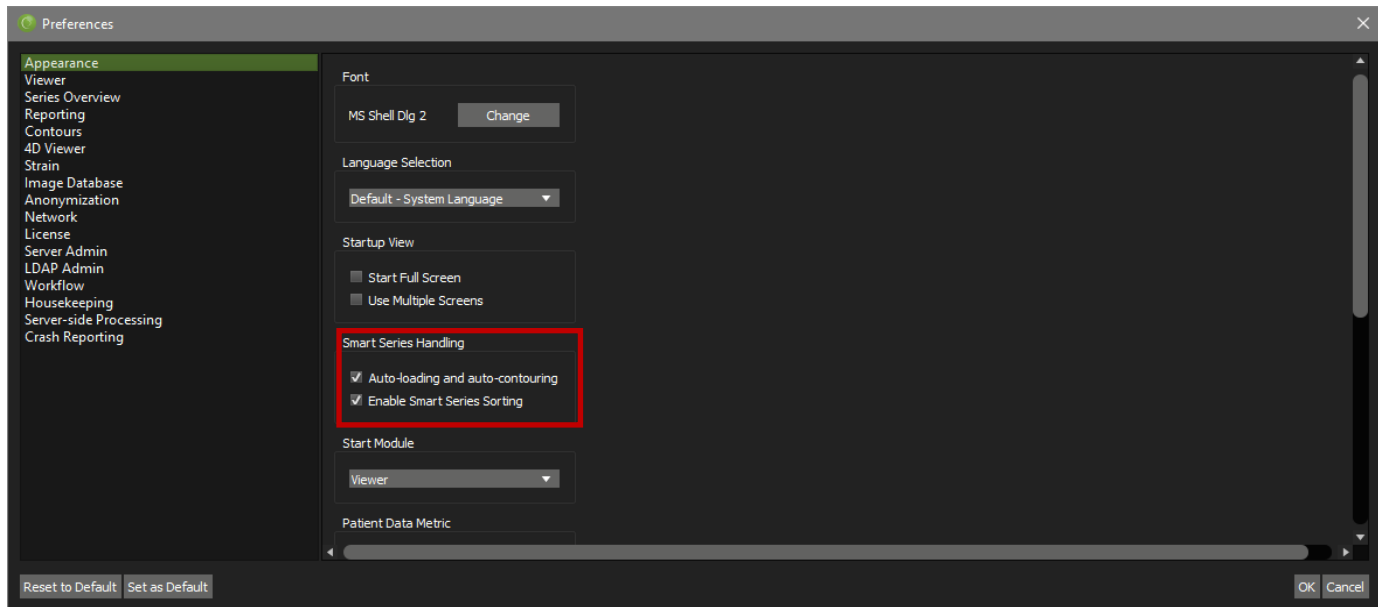 Preferences
Appearance
Viewer
Series Overview
Reporting
Contours
4D Viewer
Strain
Image Database
Anonymization
Network
License
Server Admin
LDAP Admin
Workflow
Housekeeping
Server-side Processing
Crash Reporting
Font
MS Shell Dlg 2 Change
Language Selection
Default - System Language
Startup View
Start Full Screen
Use Multiple Screens
Smart Series Handling
Auto-loading and auto-contouring
Enable Smart Series Sorting
Start Module
Viewer
Patient Data Metric
Reset to Default Set as Default OK Cancel